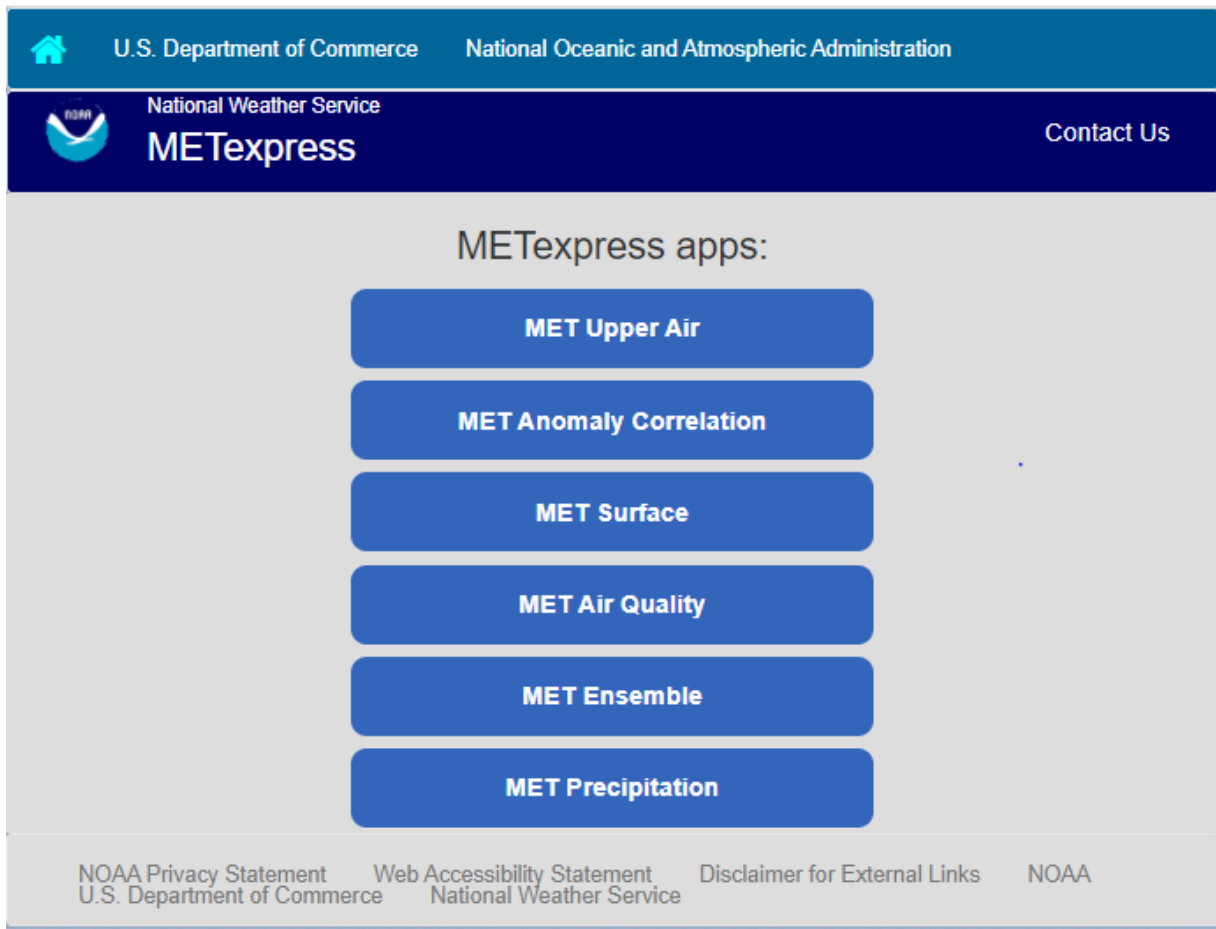 U.S. Department of Commerce National Oceanic and Atmospheric Administration
NOAA
National Weather Service
METexpress
Contact Us
METexpress apps:
MET Upper Air
MET Anomaly Correlation
MET Surface
MET Air Quality
MET Ensemble
MET Precipitation
NOAA Privacy Statement Web Accessibility Statement Disclaimer for External Links NOAA
U.S. Department of Commerce National Weather Service